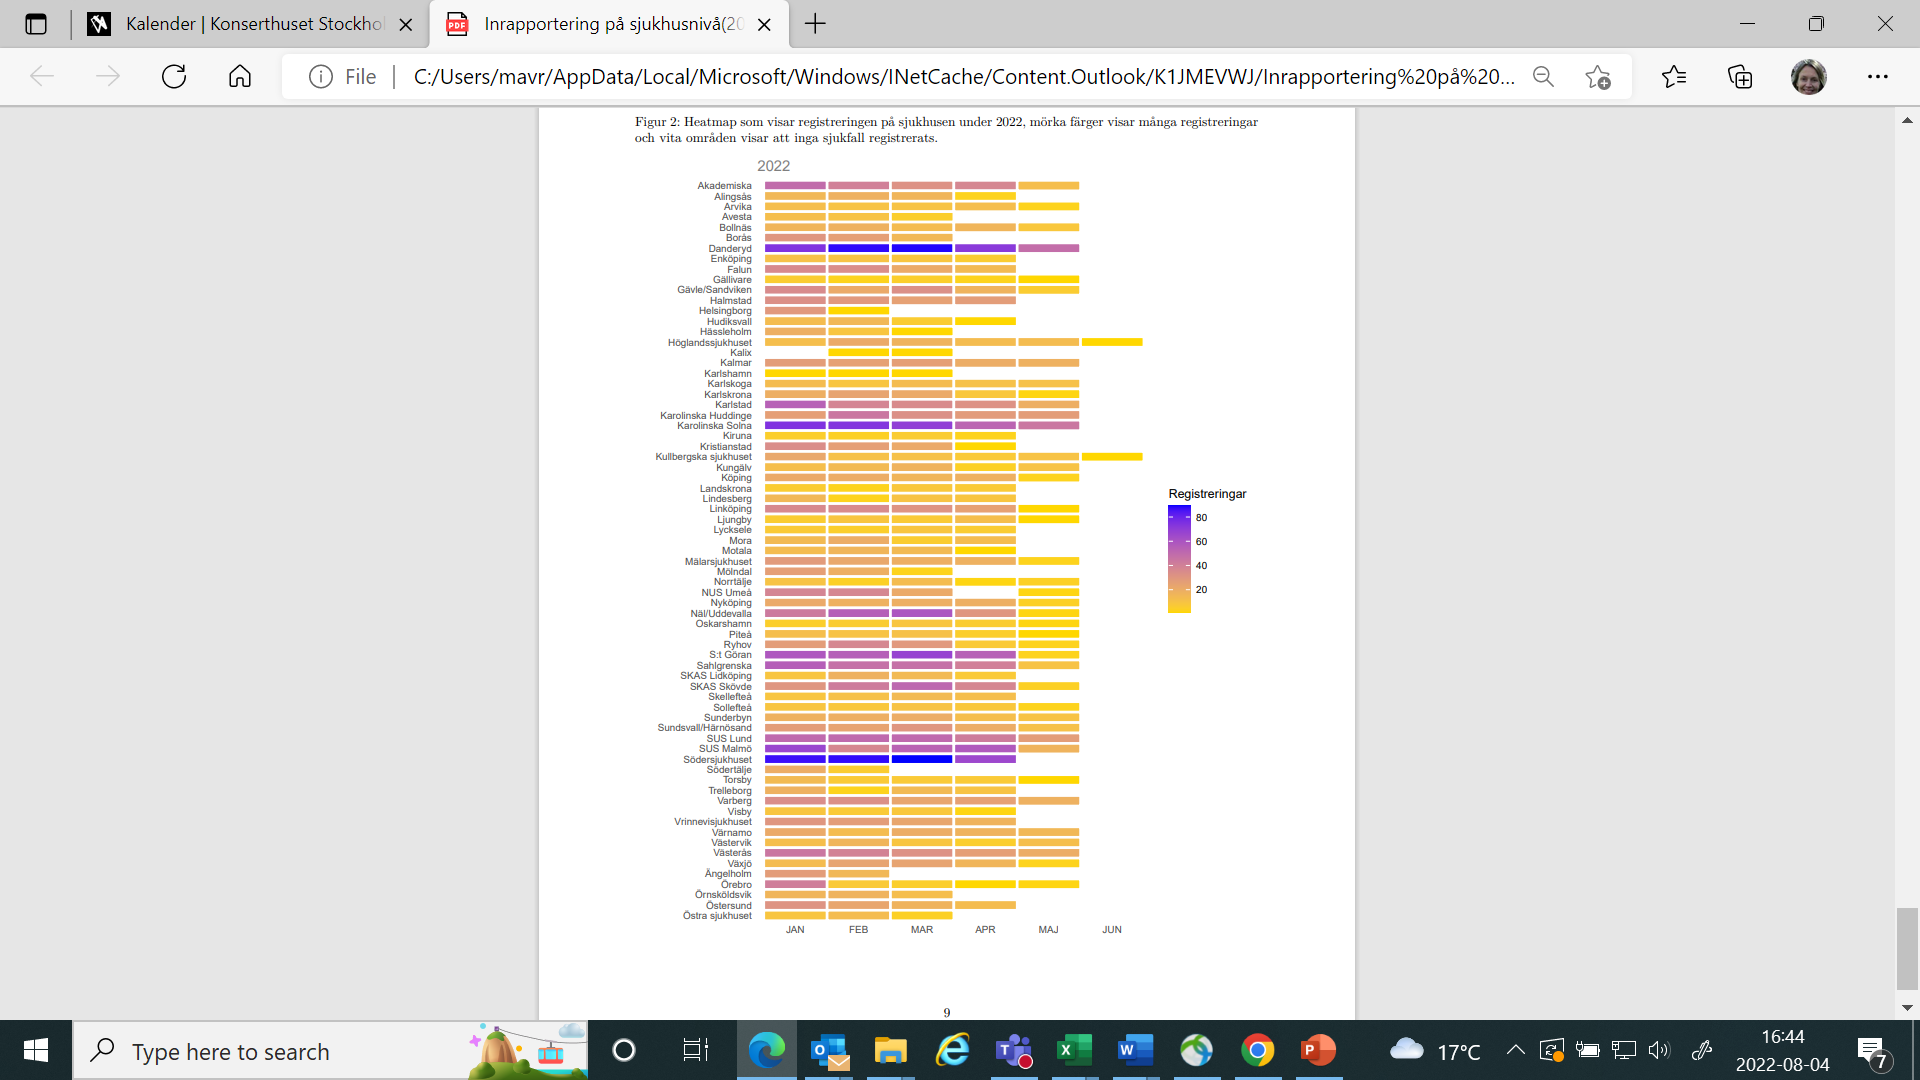 Kalender | Konserthuset Stockhol
Inrapportering på sjukhusnivå(20
File
C:/Users/mavr/AppData/Local/Microsoft/Windows/INetCache/Content.Outlook/K1JMEVWJ/Inrapportering%20på%20...
Figur 2: Heatmap som visar registreringen på sjukhusen under 2022, mörka färger visar många registreringar
och vita områden visar att inga sjukfall registrerats.
2022
Akademiska
Alingsås
Arvika
Avesta
Bollnäs
Borås
Danderyd
Enköping
Falun
Gällivare
Gävle/Sandviken
Halmstad
Helsingborg
Hudiksvall
Hässleholm
Höglandssjukhuset
Kalix
Kalmar
Karlshamn
Karlskoga
Karlskrona
Karlstad
Karolinska Huddinge
Karolinska Solna
Kiruna
Kristianstad
Kullbergska sjukhuset
Kungälv
Köping
Landskrona
Lindesberg
Linköping
Ljungby
Lycksele
Mora
Motala
Mälarsjukhuset
Mölndal
Norrtälje
NUS Umeå
Nyköping
Näl/Uddevalla
Oskarshamn
Piteå
Ryhov
S:t Göran
Sahlgrenska
SKAS Lidköping
SKAS Skövde
Skellefteå
Sollefteå
Sunderbyn
Sundsvall/Härnösand
SUS Lund
SUS Malmö
Södersjukhuset
Södertälje
Torsby
Trelleborg
Varberg
Visby
Vrinnevisjukhuset
Värnamo
Västervik
Västerås
Växjö
Ängelholm
Örebro
Örnsköldsvik
Östersund
Östra sjukhuset
JAN FEB MAR APR MAJ JUN
Registreringar
80
60
40
20
9
Type here to search
17°C
16:44
2022-08-04
7